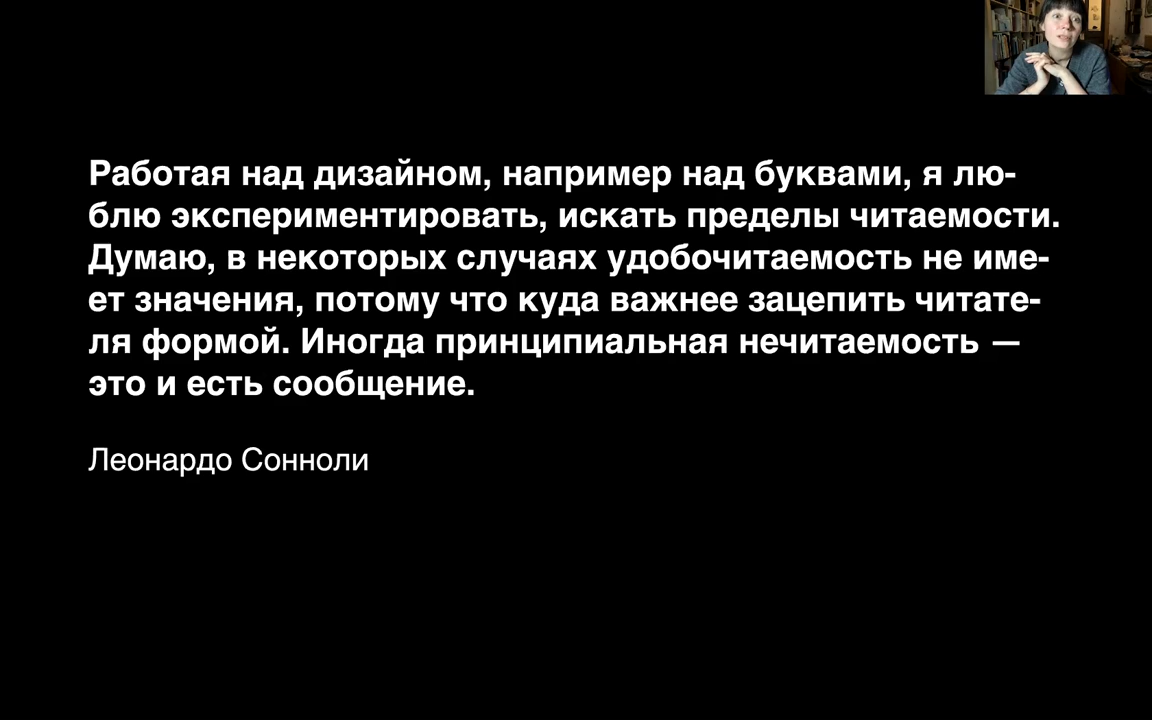 Работая над дизайном, например над буквами, я лю-
блю экспериментировать, искать пределы читаемости.
Думаю, в некоторых случаях удобочитаемость не име-
ет значения, потому что куда важнее зацепить читате-
ля формой. Иногда принципиальная нечитаемость —
это и есть сообщение.
Леонардо Сонноли